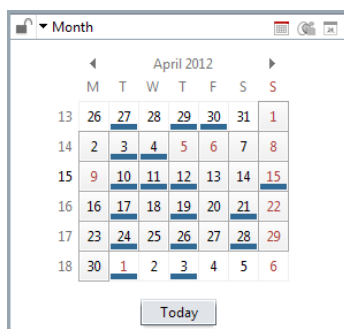 Month
April 2012
M T W T F S S
13 26 27 28 29 30 31 1
14 2 3 4 5 6 7 8
15 9 10 11 12 13 14 15
16 16 17 18 19 20 21 22
17 23 24 25 26 27 28 29
18 30 1 2 3 4 5 6
Today